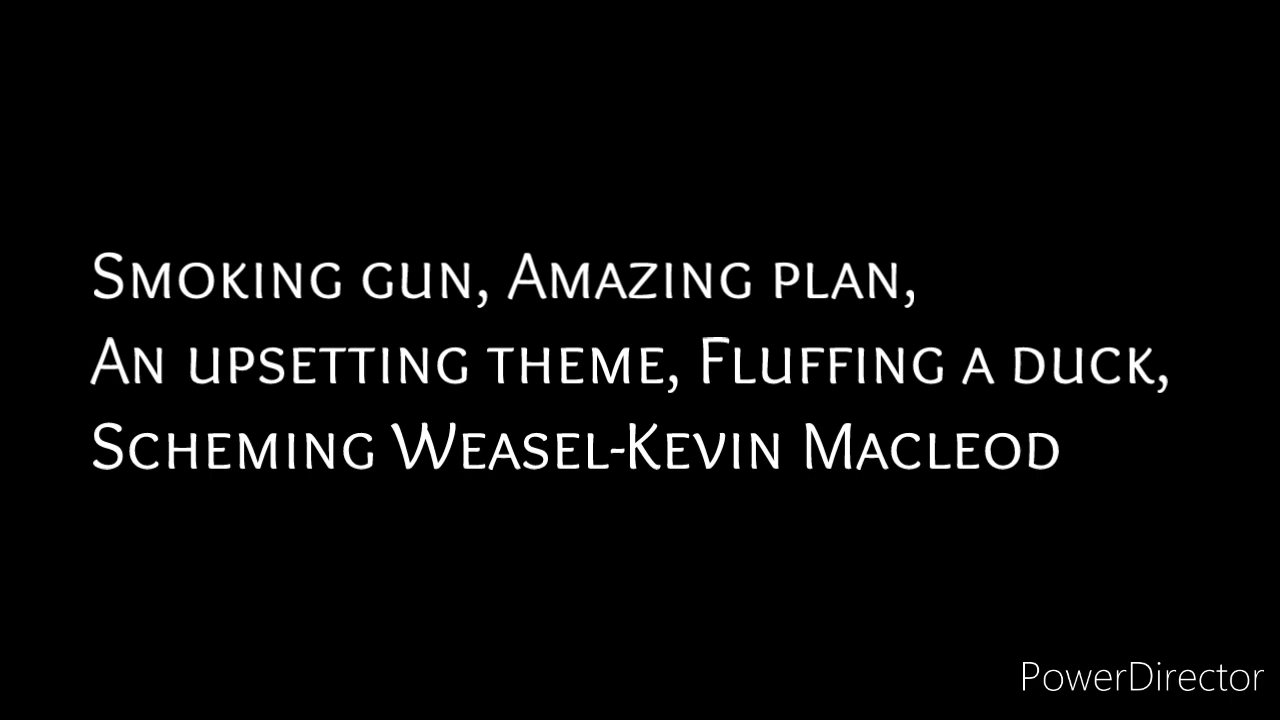 Smoking gun, Amazing plan,
An upsetting theme, Fluffing a duck,
Scheming Weasel-Kevin Macleod
PowerDirector